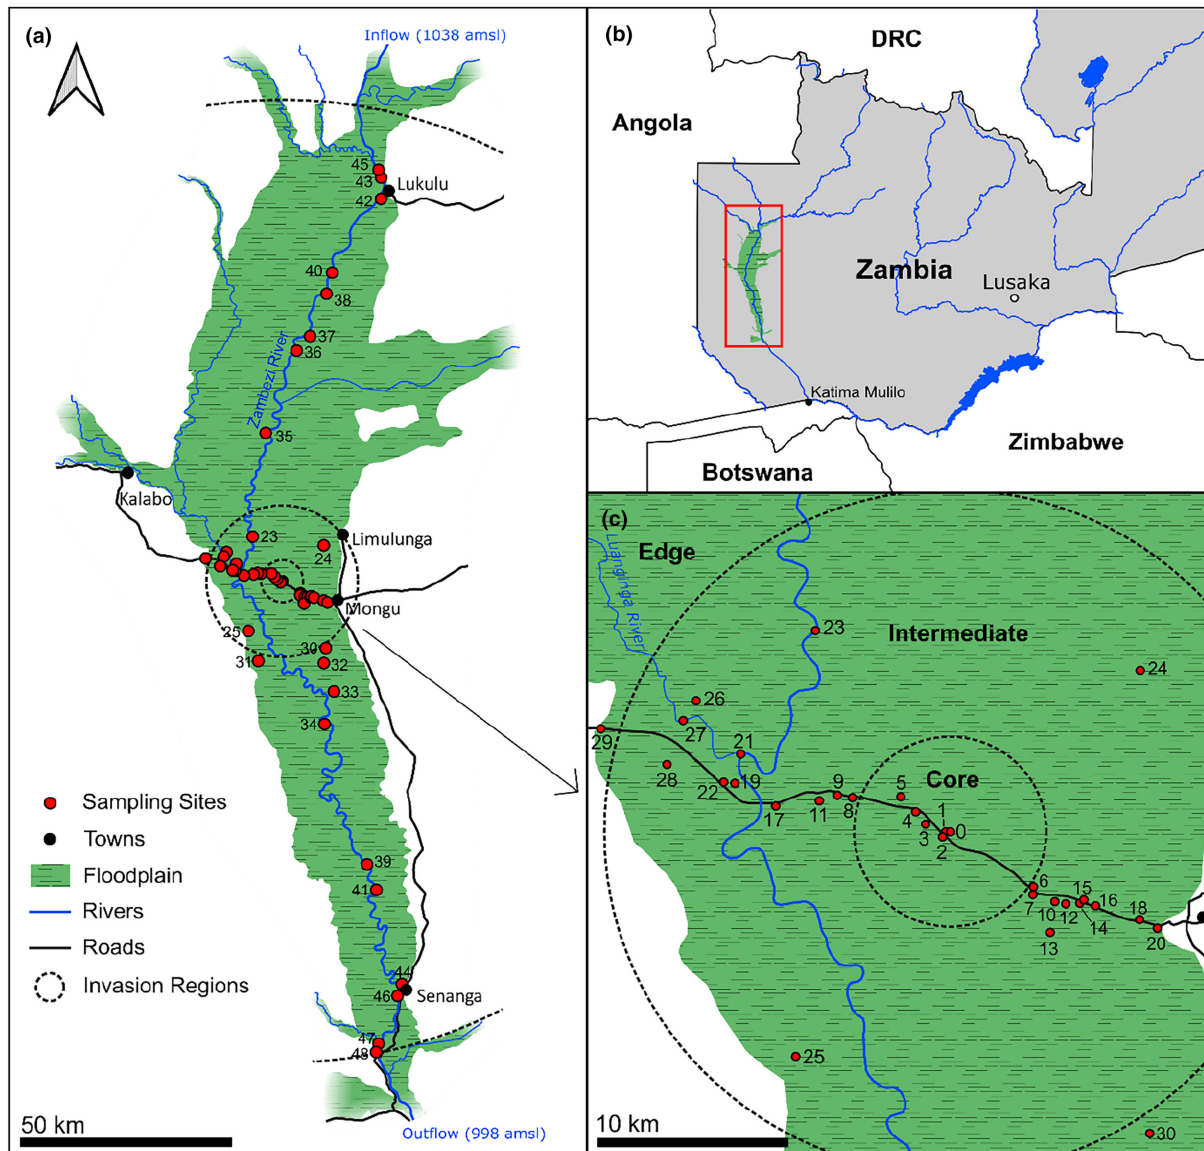 (a)
Inflow (1038 amsl)
45
43
Lukulu
42
40
38
37
36
Zambezi River
35
Kalabo
23
24
Limulunga
Mongu
25
30
31
32
33
34
Sampling Sites
Towns
Floodplain
Rivers
Roads
Invasion Regions
39
41
44
46
Senanga
47
48
50 km
Outflow (998 amsl)
(b)
DRC
Angola
Zambia
Lusaka
Katima Mulilo
Zimbabwe
Botswana
(c)
Edge
Luanginga River
23
Intermediate
24
26
27
29
21
28
22
19
17
11
9
8
5
Core
4
3
1
0
2
6
7
10
12
15
14
16
13
18
20
25
30
10 km